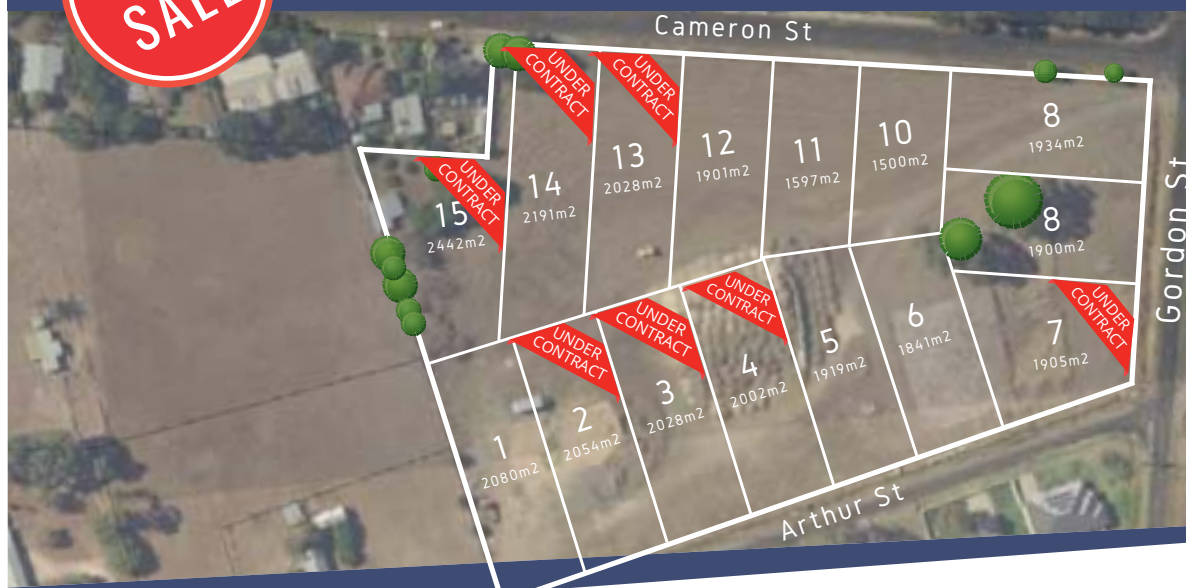 SALE
Cameron St
UNDER
CONTRACT
UNDER
CONTRACT
8
1934m2
10
1500m2
12
1901m2
11
1597m2
13
2028m2
14
2191m2
UNDER
CONTRACT
15
2442m2
8
1900m2
Gordon St
UNDER
CONTRACT
7
1905m2
UNDER
CONTRACT
UNDER
CONTRACT
UNDER
CONTRACT
6
1841m2
5
1919m2
4
2002m2
3
2028m2
2
2054m2
1
2080m2
Arthur St